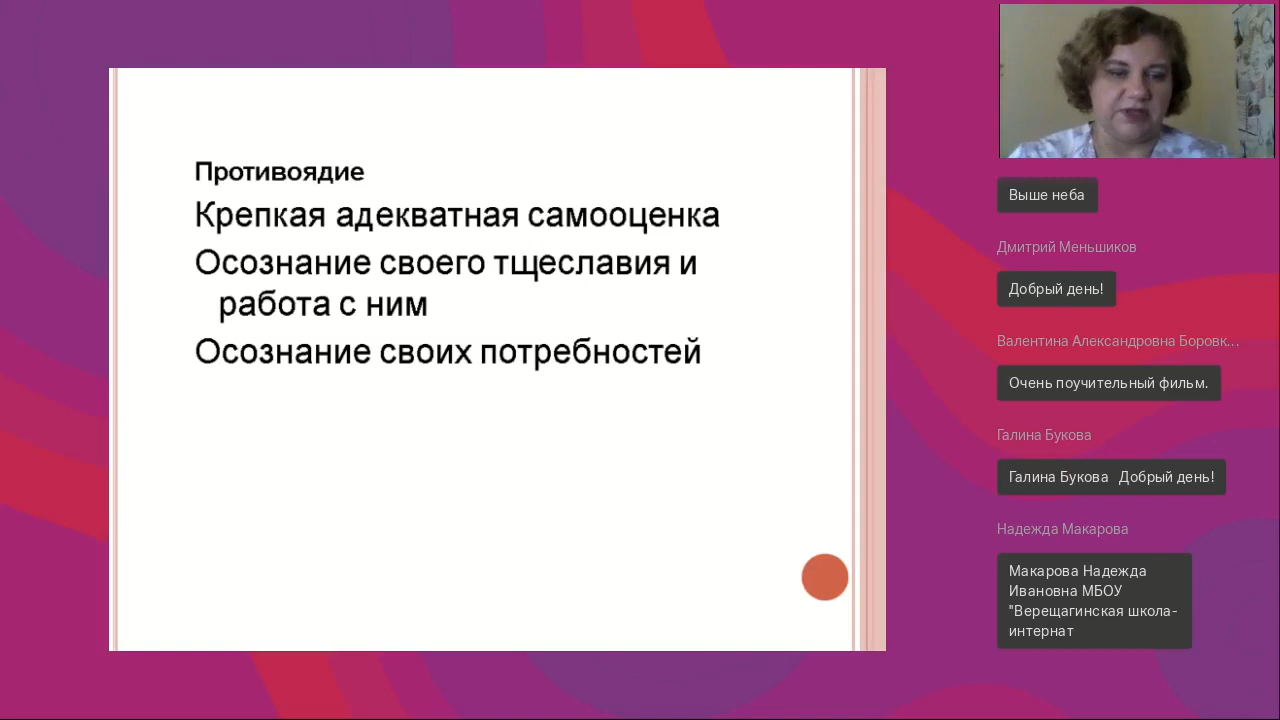 Противоядие
Крепкая адекватная самооценка
Осознание своего тщеславия и
работа с ним
Осознание своих потребностей
Выше неба
Дмитрий Меньшиков
Добрый день!
Валентина Александровна Боровк...
Очень поучительный фильм.
Галина Букова
Галина Букова Добрый день!
Надежда Макарова
Макарова Надежда
Ивановна МБОУ
"Верещагинская школа-
интернат